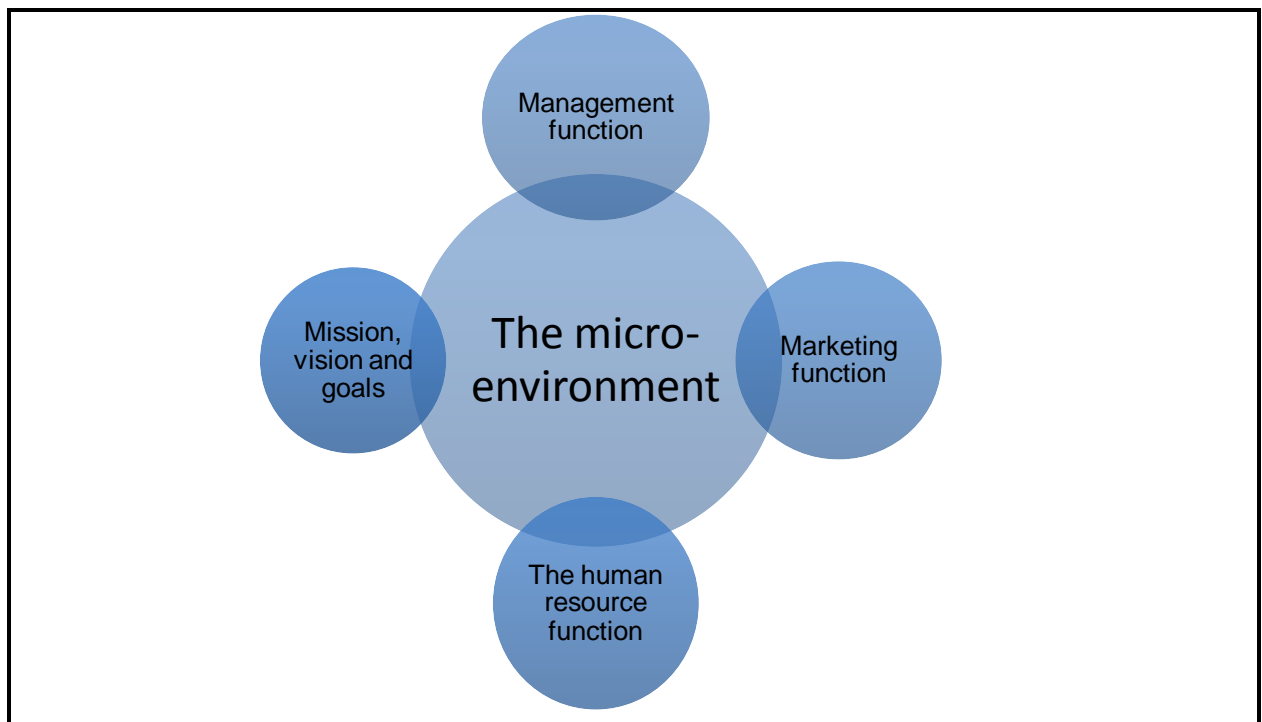 Management
function
Mission,
vision and
goals
The micro-
environment
Marketing
function
The human
resource
function